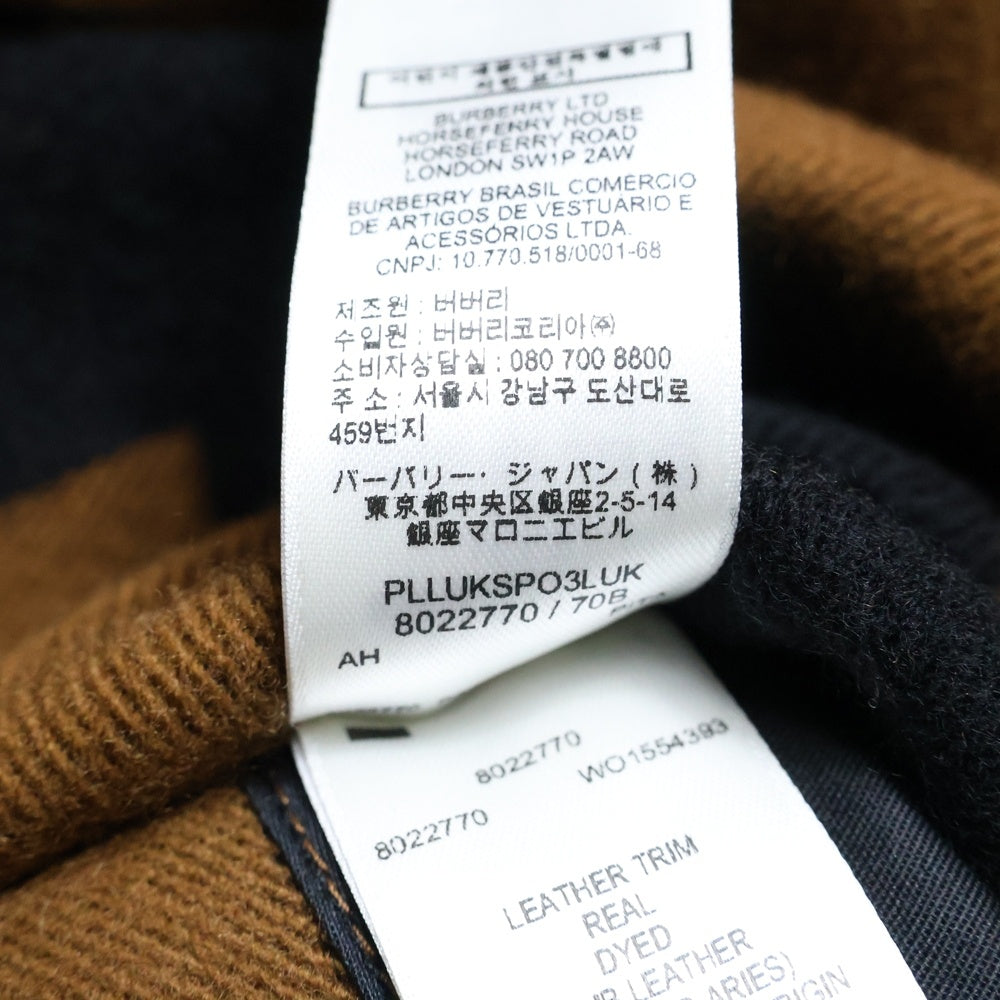 BURBERRY LTD
HORSEFERRY HOUSE
HORSEFERRY ROAD
LONDON SW1P 2AW
BURBERRY BRASIL COMERCIO
DE ARTIGOS DE VESTUARIO E
ACESSÓRIOS LTDA.
CNPJ: 10.770.518/0001-68
제조원 : 버버리
수입원 : 버버리코리아㈜
소비자상담실 : 080 700 8800
주 소 : 서울시 강남구 도산대로
459번지
バーバリー・ジャパン ( 株 )
東京都中央区銀座2-5-14
銀座マロニエビル
PLLUKSPO3LUK
8022770 / 70B
AH
8022770
WO1554393
8022770
LEATHER TRIM
REAL
DYED
LEATHER
ARIES)